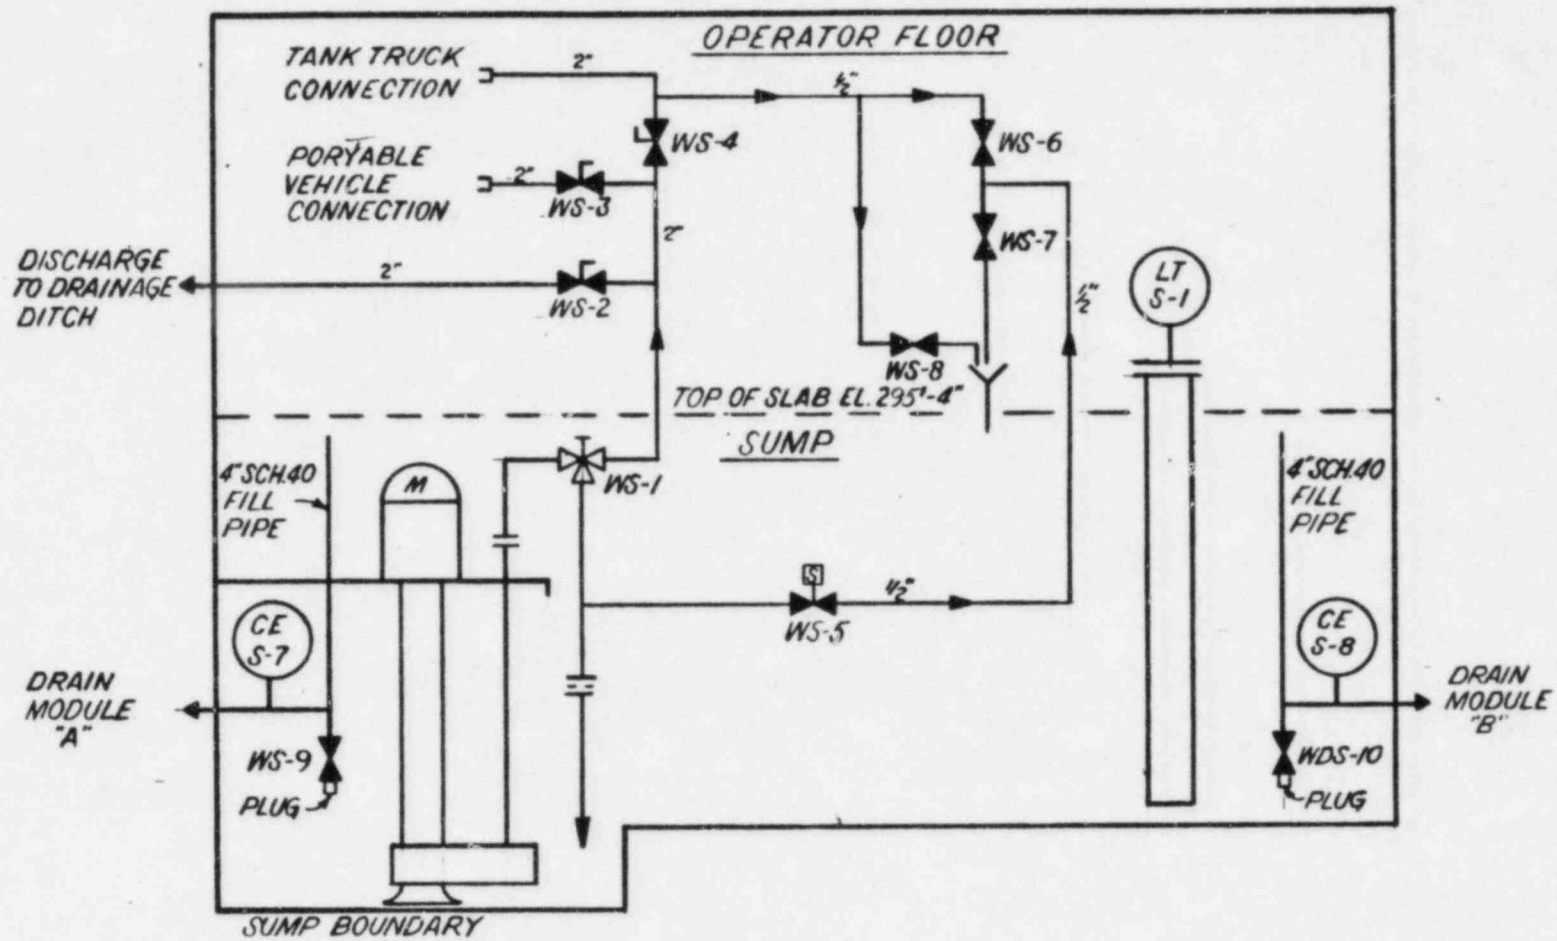 OPERATOR FLOOR
TANK TRUCK
CONNECTION
2"
1/2"
WS-4
WS-6
PORTABLE
VEHICLE
CONNECTION
2"
WS-3
2"
WS-7
DISCHARGE
TO DRAINAGE
DITCH
2"
WS-2
LT
S-1
1/2"
WS-8
TOP OF SLAB EL. 295'-4"
SUMP
4" SCH.40
FILL
PIPE
M
WS-1
4" SCH.40
FILL
PIPE
S
1/2"
WS-5
CE
S-7
CE
S-8
DRAIN
MODULE
"A"
DRAIN
MODULE
"B"
WS-9
PLUG
WDS-10
PLUG
SUMP BOUNDARY